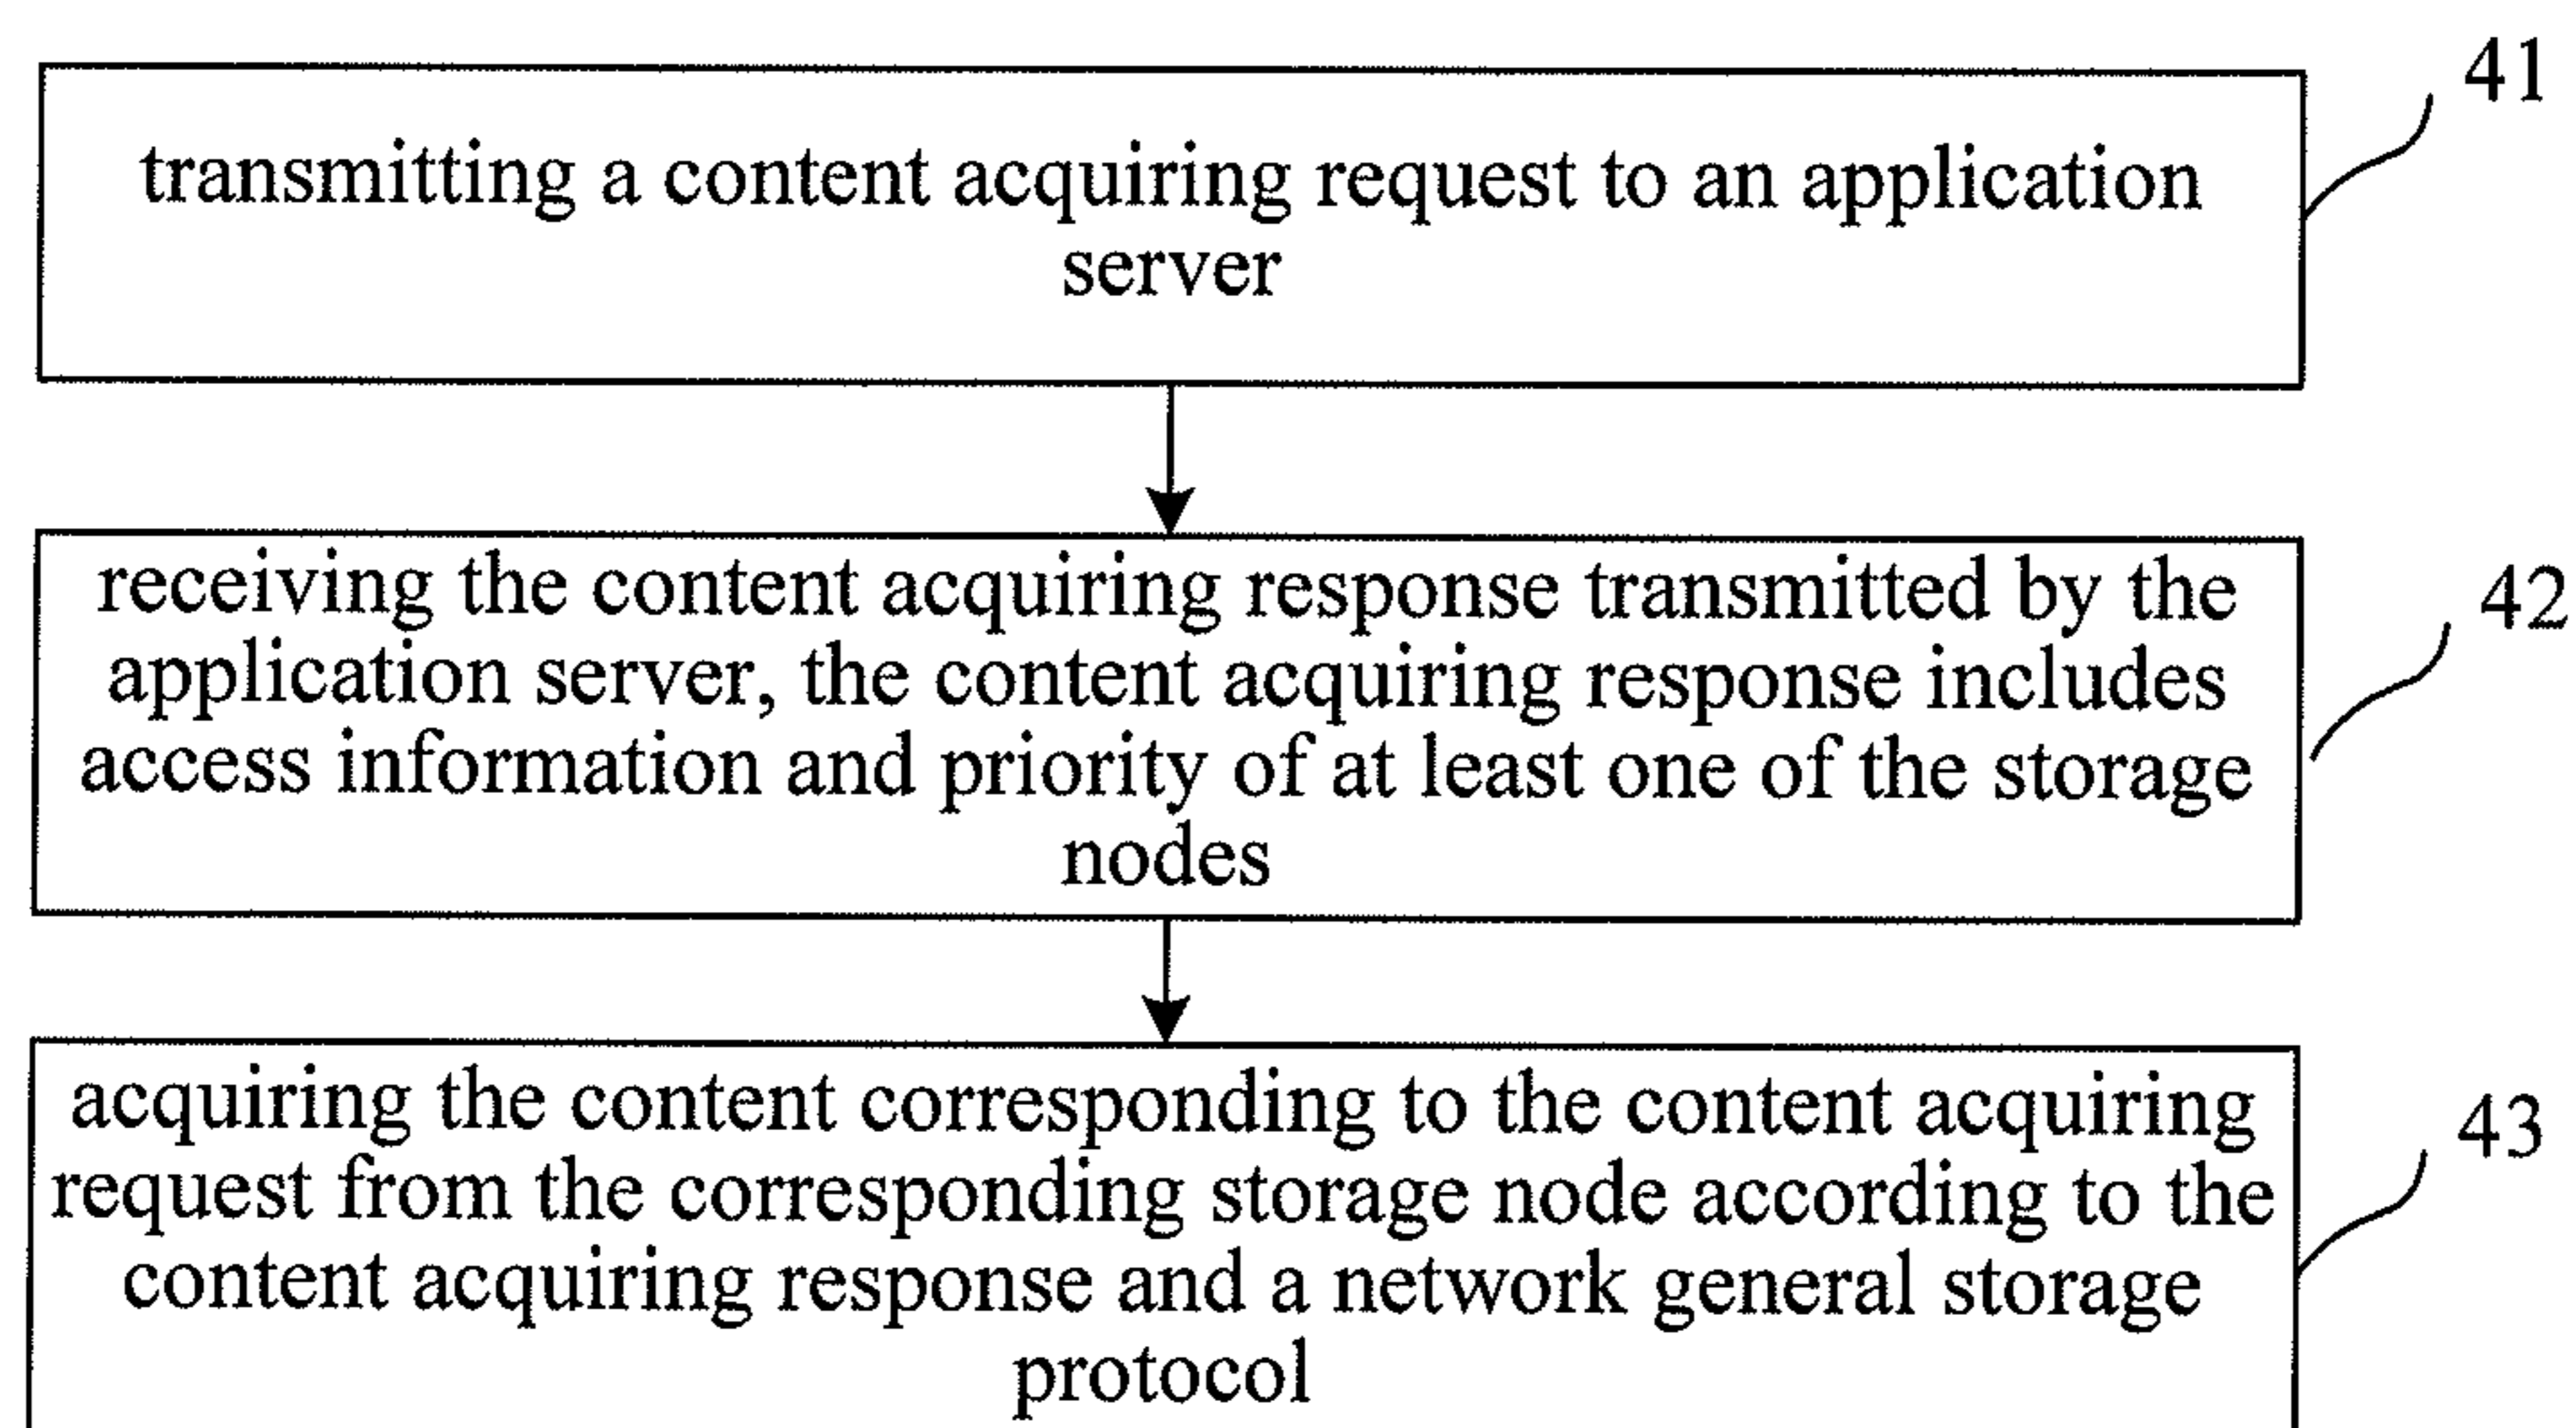 41
transmitting a content acquiring request to an application
server
42
receiving the content acquiring response transmitted by the
application server, the content acquiring response includes
access information and priority of at least one of the storage
nodes
43
acquiring the content corresponding to the content acquiring
request from the corresponding storage node according to the
content acquiring response and a network general storage
protocol